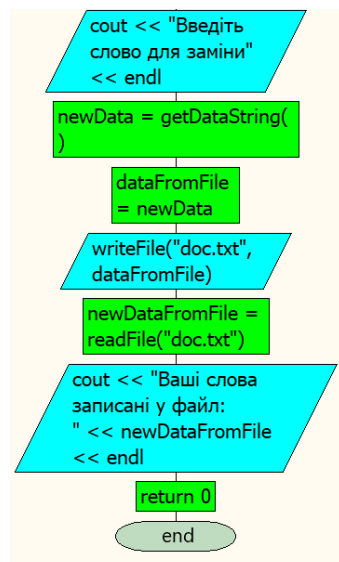 cout << "Введіть
слово для заміни"
<< endl
newData = getDataString(
)
dataFromFile
= newData
writeFile("doc.txt",
dataFromFile)
newDataFromFile =
readFile("doc.txt")
cout << "Ваші слова
записані у файл:
" << newDataFromFile
<< endl
return 0
end